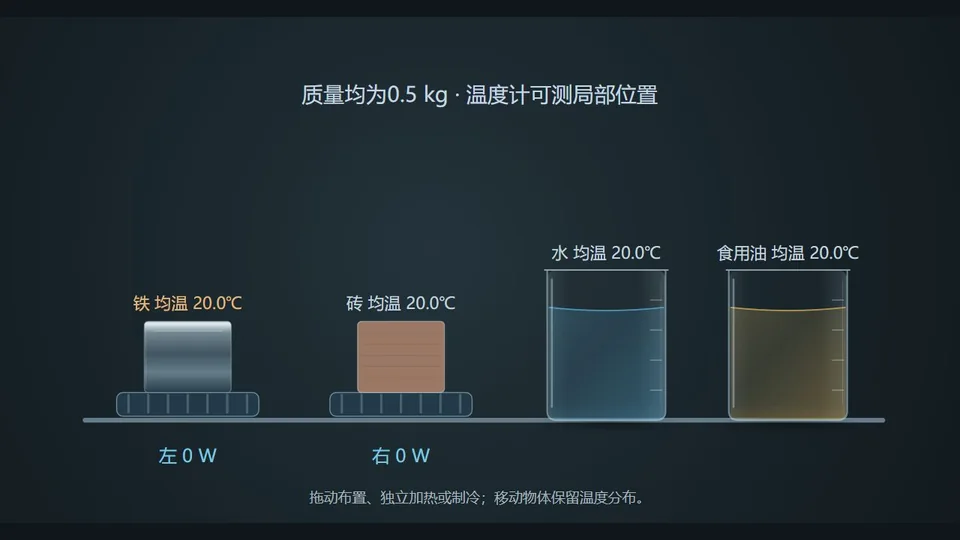 质量均为0.5 kg · 温度计可测局部位置
水 均温 20.0℃
食用油 均温 20.0℃
铁 均温 20.0℃
砖 均温 20.0℃
左 0 W
右 0 W
拖动布置、独立加热或制冷；移动物体保留温度分布。